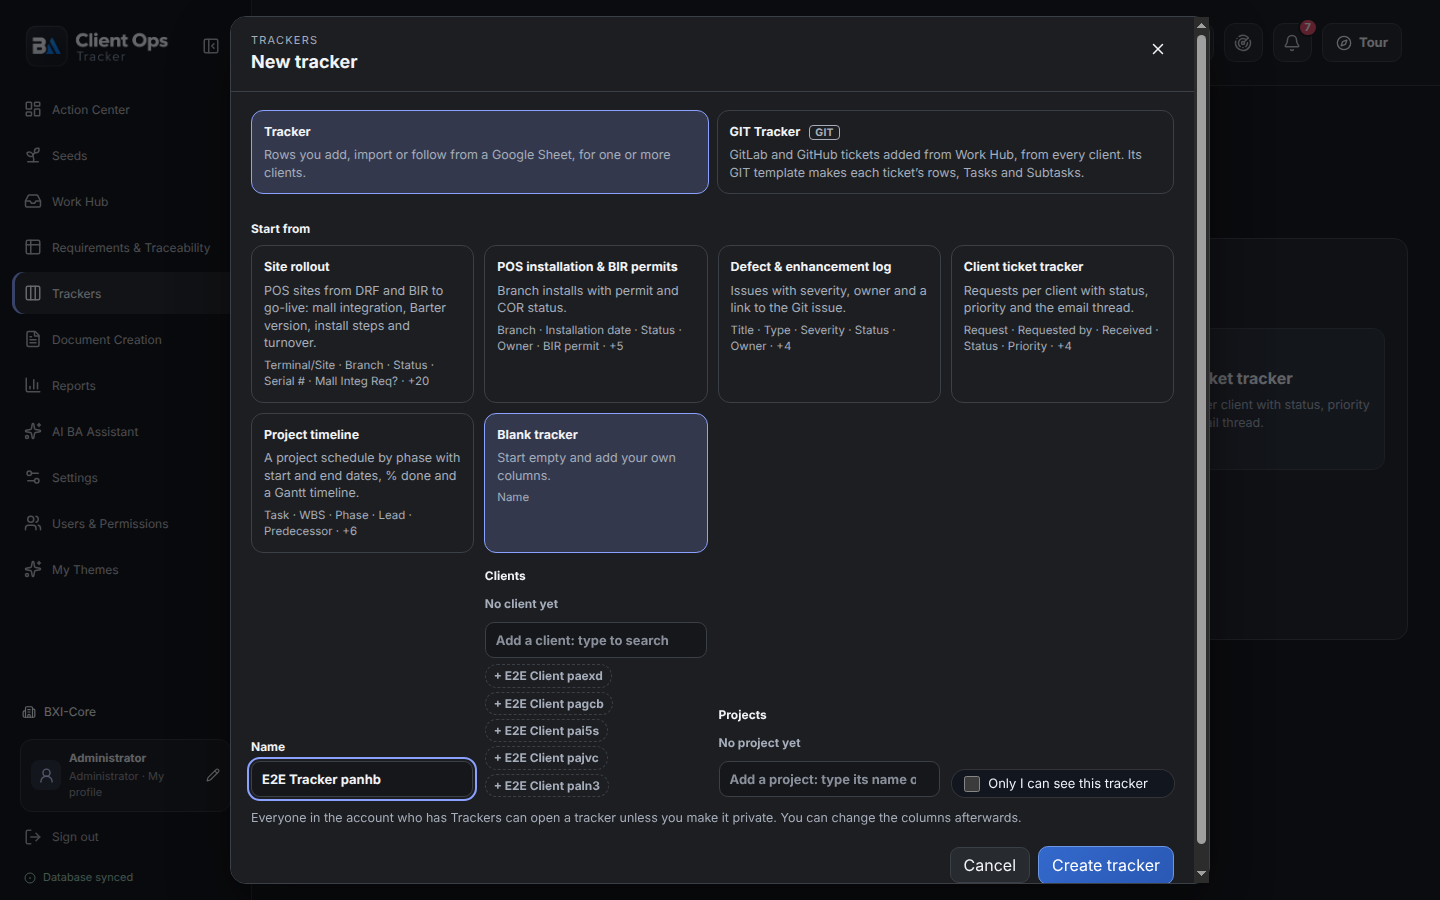 BA Client Ops
Tracker
Action Center
Seeds
Work Hub
Requirements & Traceability
Trackers
Document Creation
Reports
AI BA Assistant
Settings
Users & Permissions
My Themes
BXI-Core
Administrator
Administrator · My
profile
Sign out
Database synced
TRACKERS
New tracker
Tracker
Rows you add, import or follow from a Google Sheet, for one or more
clients.
GIT Tracker GIT
GitLab and GitHub tickets added from Work Hub, from every client. Its
GIT template makes each ticket’s rows, Tasks and Subtasks.
Start from
Site rollout
POS sites from DRF and BIR to
go-live: mall integration, Barter
version, install steps and
turnover.
Terminal/Site · Branch · Status ·
Serial # · Mall Integ Req? · +20
POS installation & BIR permits
Branch installs with permit and
COR status.
Branch · Installation date · Status ·
Owner · BIR permit · +5
Defect & enhancement log
Issues with severity, owner and a
link to the Git issue.
Title · Type · Severity · Status ·
Owner · +4
Client ticket tracker
Requests per client with status,
priority and the email thread.
Request · Requested by · Received ·
Status · Priority · +4
Project timeline
A project schedule by phase with
start and end dates, % done and
a Gantt timeline.
Task · WBS · Phase · Lead ·
Predecessor · +6
Blank tracker
Start empty and add your own
columns.
Name
Name
E2E Tracker panhb
Clients
No client yet
Add a client: type to search
+ E2E Client paexd
+ E2E Client pagcb
+ E2E Client pai5s
+ E2E Client pajvc
+ E2E Client paln3
Projects
No project yet
Add a project: type its name o
Only I can see this tracker
Everyone in the account who has Trackers can open a tracker unless you make it private. You can change the columns afterwards.
Cancel
Create tracker
7
Tour
ket tracker
r client with status, priority
il thread.